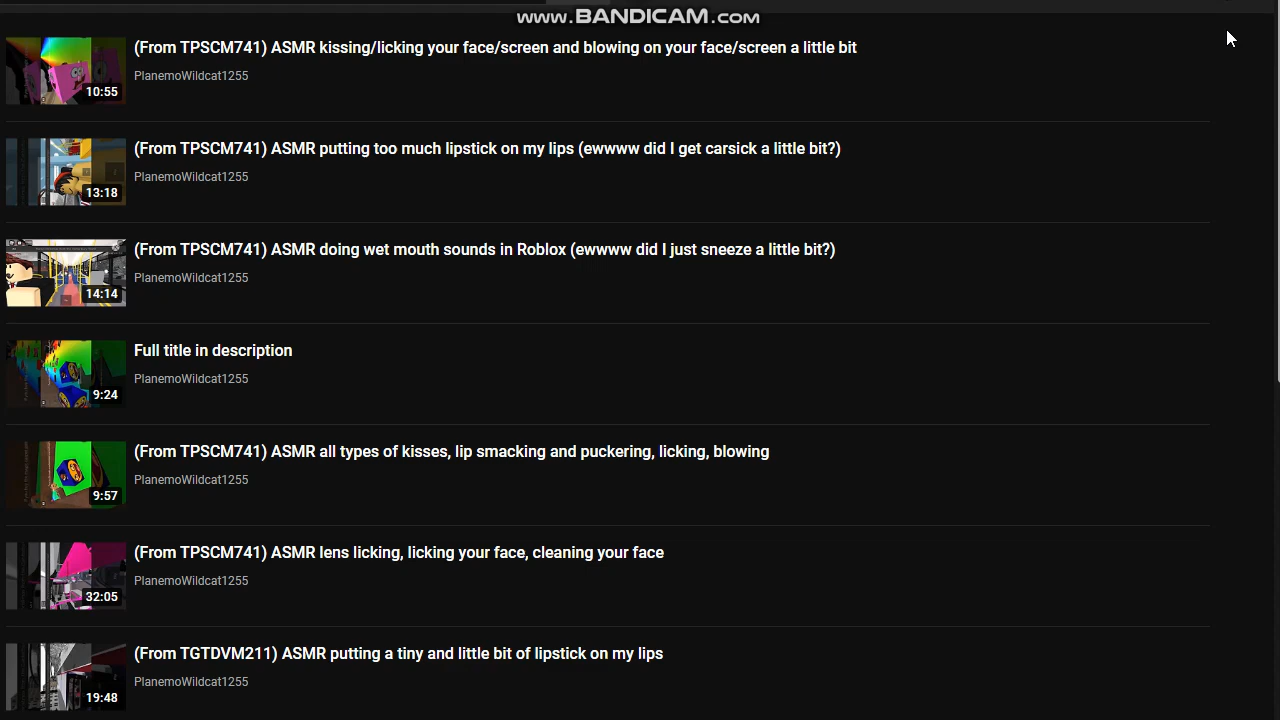 www.BANDICAM.com
(From TPSCM741) ASMR kissing/licking your face/screen and blowing on your face/screen a little bit
PlanemoWildcat1255
10:55
(From TPSCM741) ASMR putting too much lipstick on my lips (ewwww did I get carsick a little bit?)
PlanemoWildcat1255
13:18
(From TPSCM741) ASMR doing wet mouth sounds in Roblox (ewwww did I just sneeze a little bit?)
PlanemoWildcat1255
14:14
Full title in description
PlanemoWildcat1255
9:24
(From TPSCM741) ASMR all types of kisses, lip smacking and puckering, licking, blowing
PlanemoWildcat1255
9:57
(From TPSCM741) ASMR lens licking, licking your face, cleaning your face
PlanemoWildcat1255
32:05
(From TGTDVM211) ASMR putting a tiny and little bit of lipstick on my lips
PlanemoWildcat1255
19:48